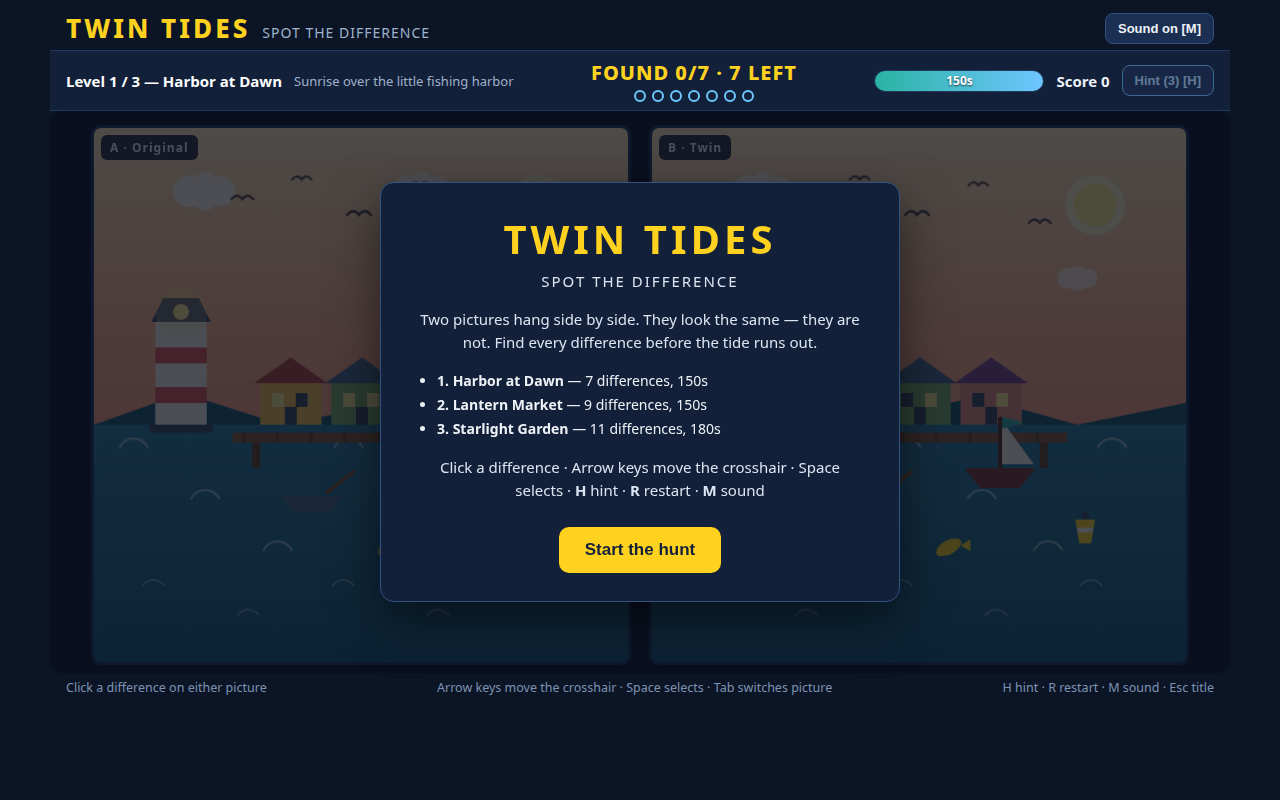 TWIN TIDES SPOT THE DIFFERENCE
Sound on [M]
Level 1 / 3 — Harbor at Dawn Sunrise over the little fishing harbor
FOUND 0/7 · 7 LEFT
150s
Score 0
Hint (3) [H]
A · Original
B · Twin
TWIN TIDES
SPOT THE DIFFERENCE
Two pictures hang side by side. They look the same — they are
not. Find every difference before the tide runs out.
• 1. Harbor at Dawn — 7 differences, 150s
• 2. Lantern Market — 9 differences, 150s
• 3. Starlight Garden — 11 differences, 180s
Click a difference · Arrow keys move the crosshair · Space
selects · H hint · R restart · M sound
Start the hunt
Click a difference on either picture
Arrow keys move the crosshair · Space selects · Tab switches picture
H hint · R restart · M sound · Esc title